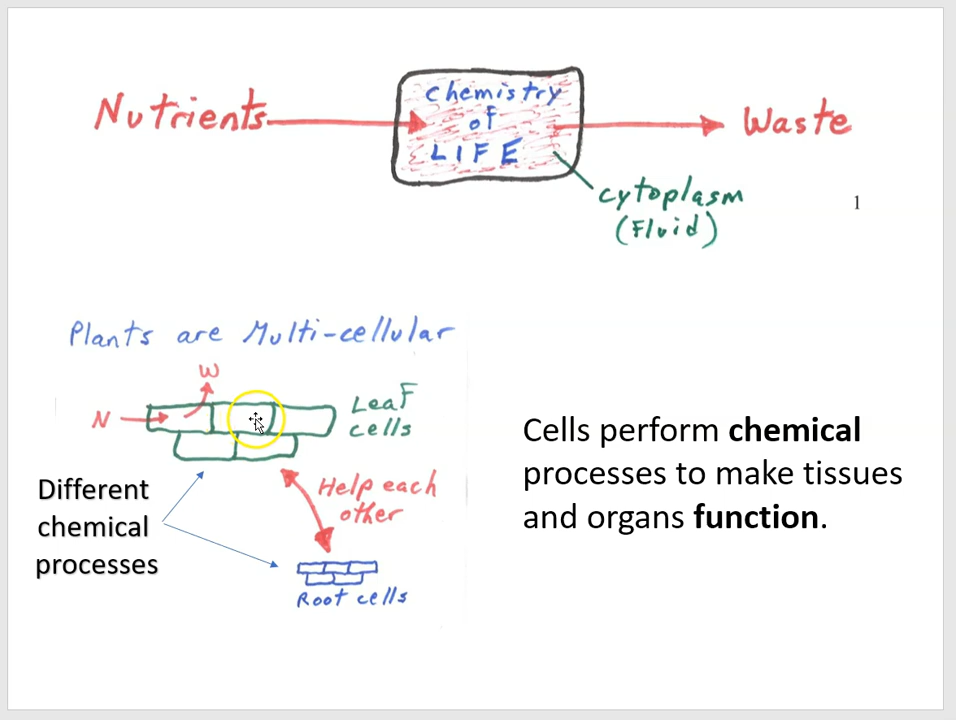 Nutrients
Chemistry
of
LIFE
Waste
cytoplasm
(Fluid)
1
Plants are Multi-cellular
W
N
Leaf
cells
Different
chemical
processes
Help each
other
Root cells
Cells perform chemical
processes to make tissues
and organs function.